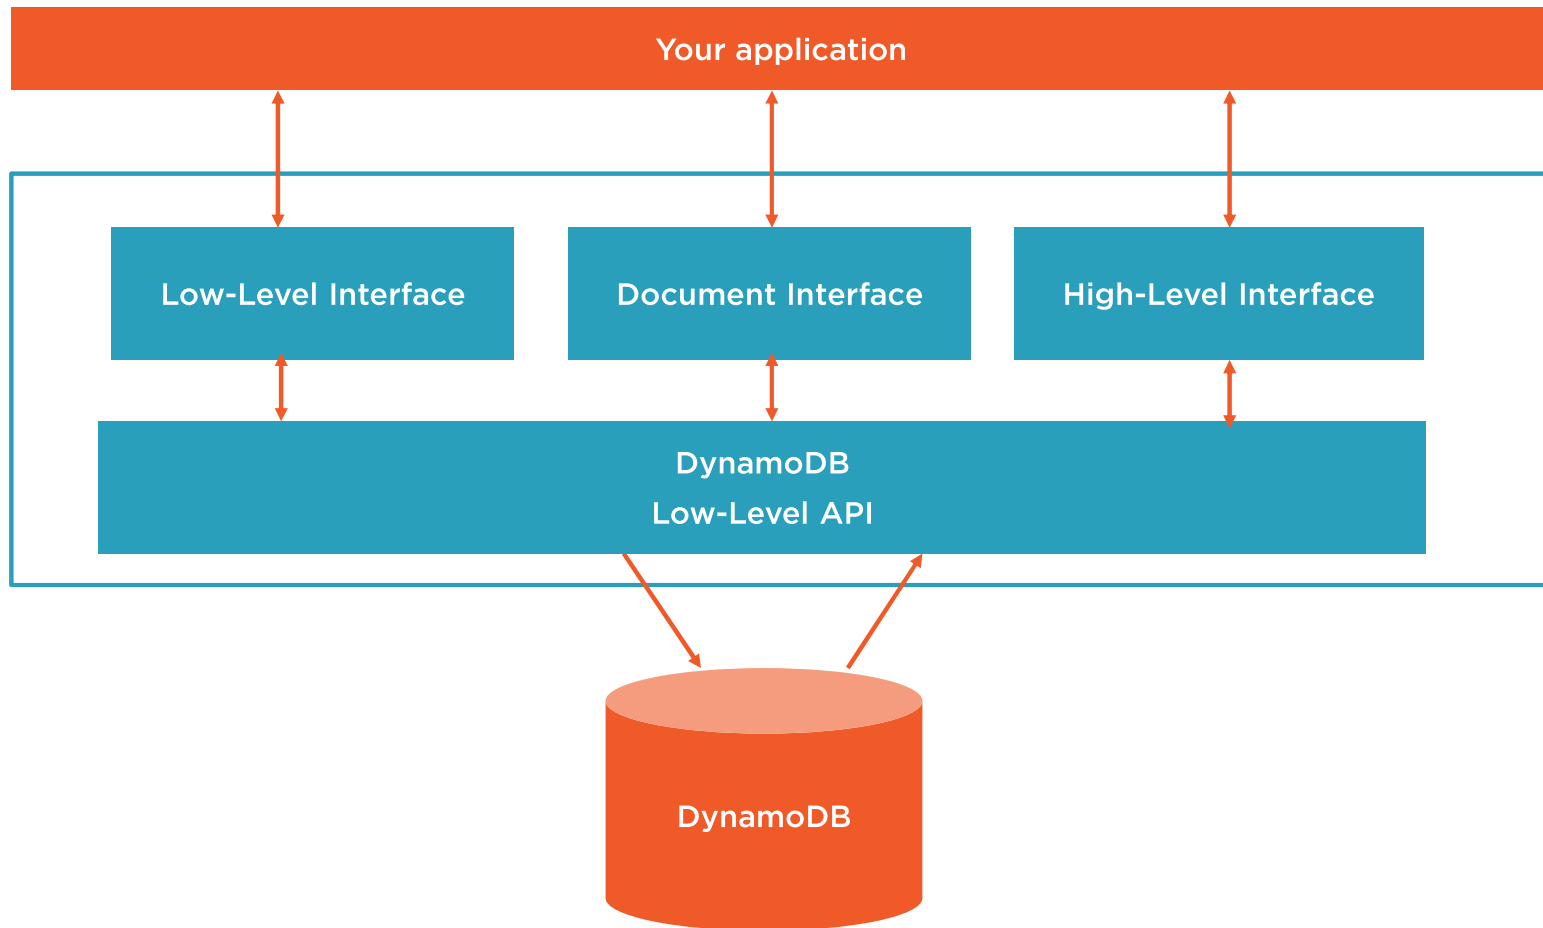 Your application
Low-Level Interface
Document Interface
High-Level Interface
DynamoDB
Low-Level API
DynamoDB